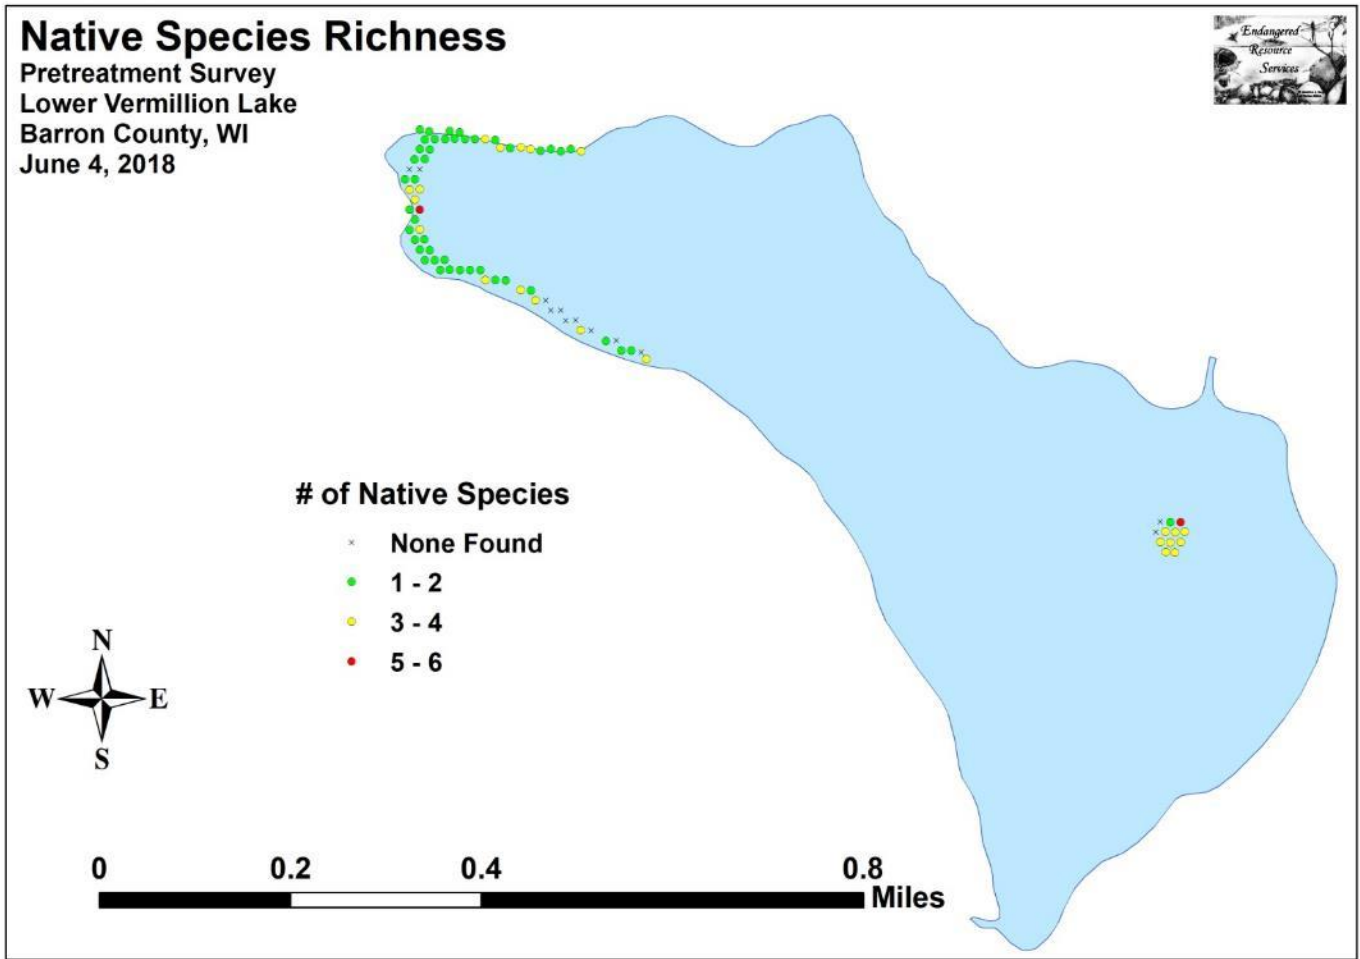 Native Species Richness
Pretreatment Survey
Lower Vermillion Lake
Barron County, WI
June 4, 2018
Endangered
Resource
Services
# of Native Species
None Found
1 - 2
3 - 4
5 - 6
N
W E
S
0 0.2 0.4 0.8
Miles